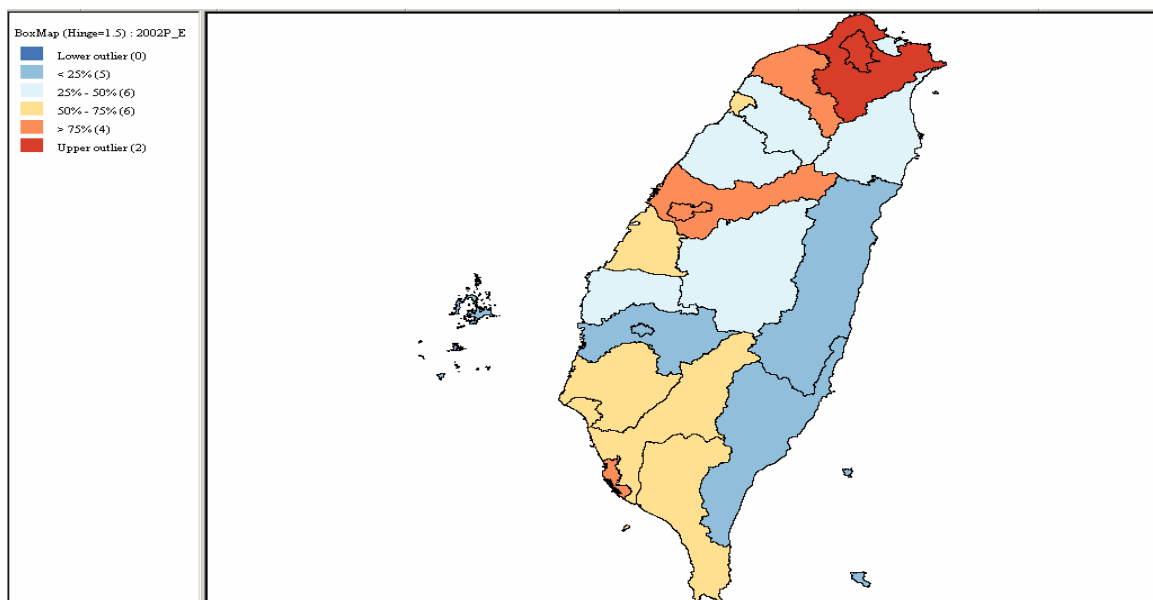 BoxMap (Hinge=1.5) : 2002P_E
Lower outlier (0)
< 25% (5)
25% - 50% (6)
50% - 75% (6)
> 75% (4)
Upper outlier (2)